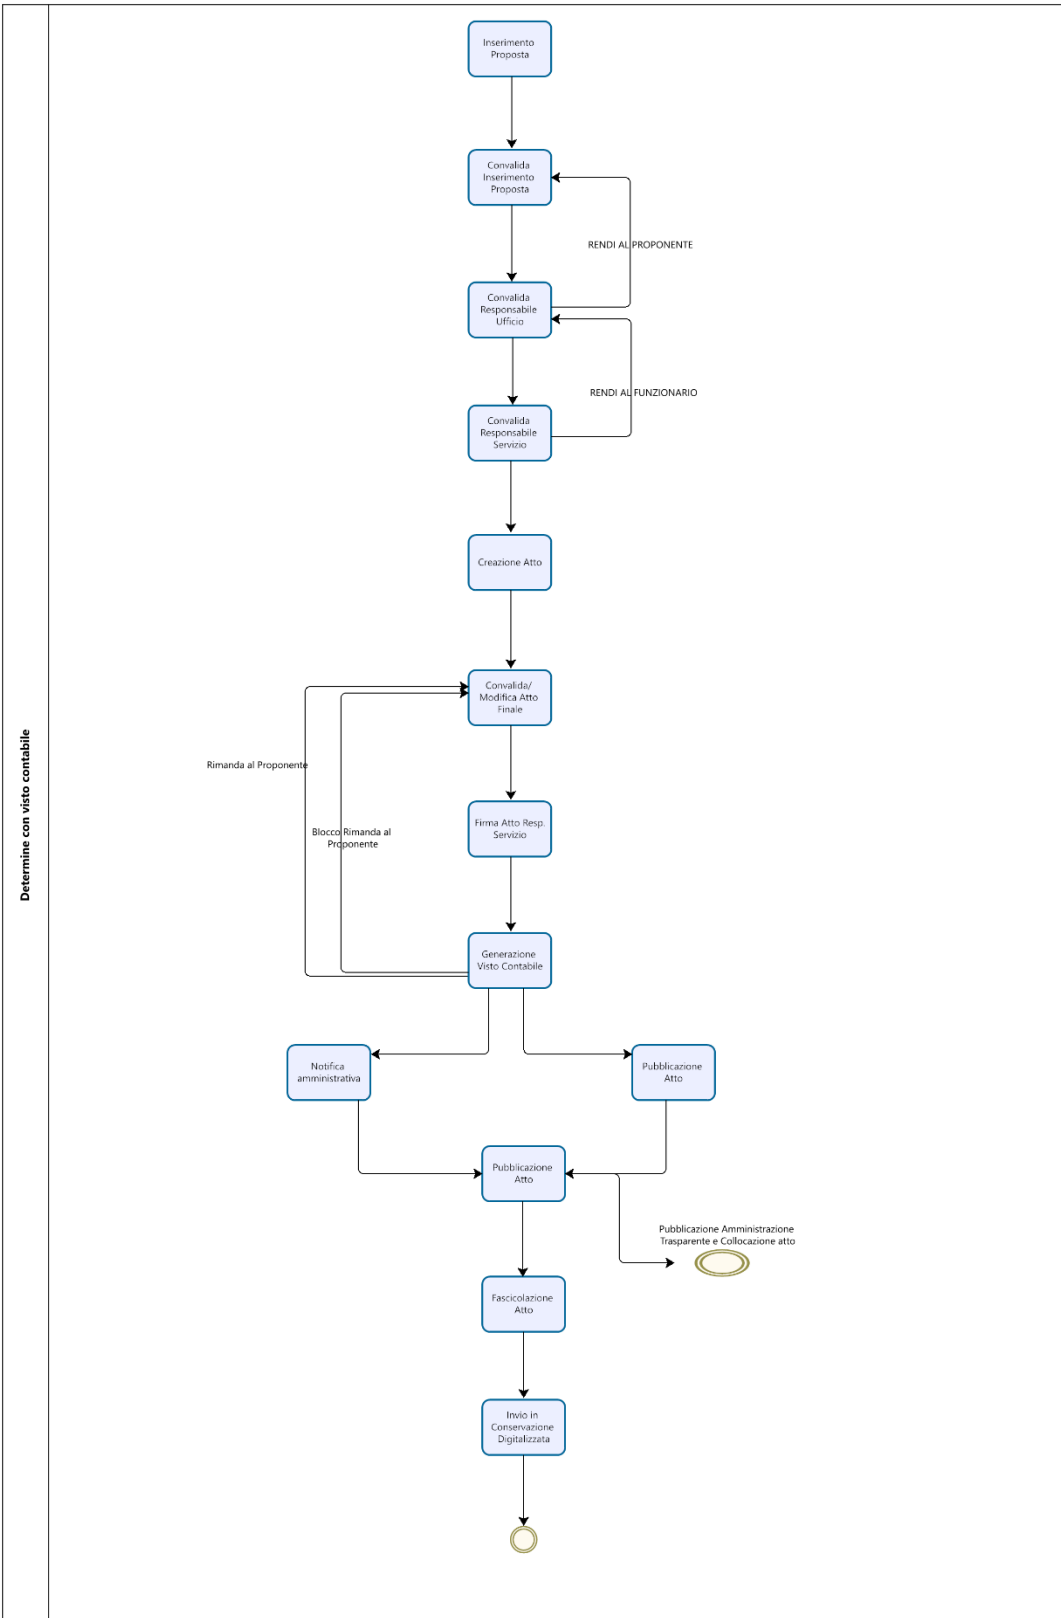 Determine con visto contabile
Inserimento
Proposta
Convalida
Inserimento
Proposta
RENDI AL PROPONENTE
Convalida
Responsabile
Ufficio
RENDI AL FUNZIONARIO
Convalida
Responsabile
Servizio
Creazione Atto
Convalida/
Modifica Atto
Finale
Rimanda al Proponente
Firma Atto Resp.
Servizio
Blocco Rimanda al
Proponente
Generazione
Visto Contabile
Notifica
amministrativa
Pubblicazione
Atto
Pubblicazione
Atto
Pubblicazione Amministrazione
Trasparente e Collocazione atto
Fascicolazione
Atto
Invio in
Conservazione
Digitalizzata